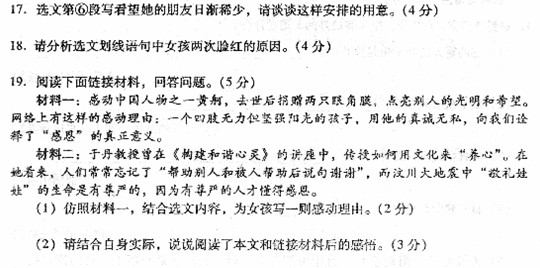 17. 选文第⑥段写看望她的朋友日渐稀少，请谈谈这样安排的用意。(4分)
18. 请分析选文划线语句中女孩两次脸红的原因。(4分)
19. 阅读下面链接材料，回答问题。(5分)
材料一：感动中国人物之一黄舸，去世后捐赠两只眼角膜，点亮别人的光明和希望。
网络上有这样的感动理由：一个四肢无力但坚强阳光的孩子，用他的真诚无私，向我们诠
释了“感恩”的真正意义。
材料二：于丹教授曾在《构建和谐心灵》的讲座中，传授如何用文化来“养心”。在
她看来，人们常常忘记了“帮助别人和被人帮助后说句谢谢”，而汶川大地震中“敬礼娃
娃”的生命是有尊严的，因为有尊严的人才懂得感恩。
(1) 仿照材料一，结合选文内容，为女孩写一则感动理由。(2分)
(2) 请结合自身实际，说说阅读了本文和链接材料后的感悟。(3分)